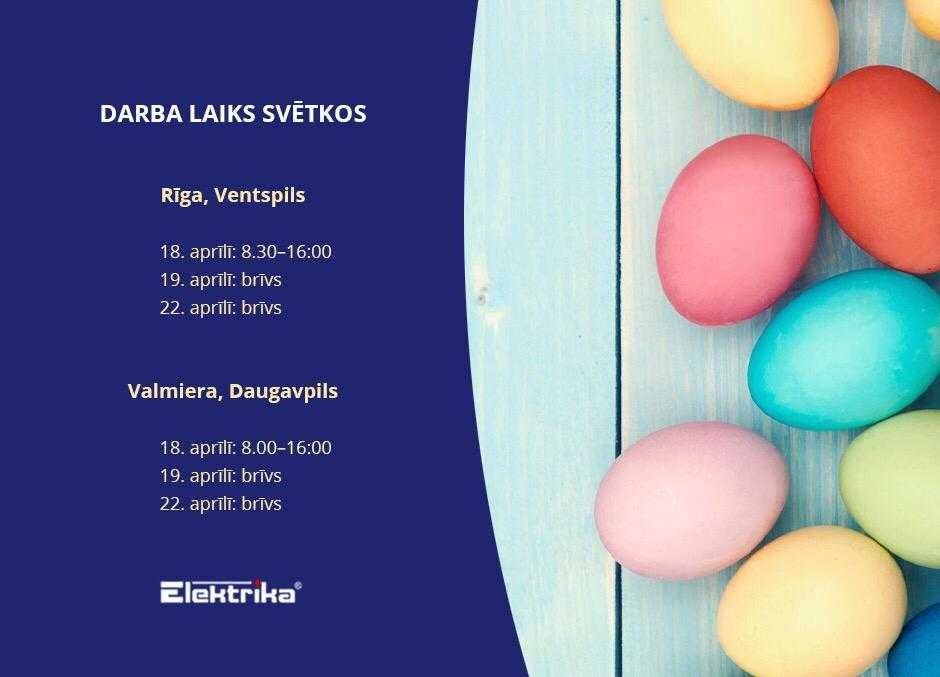 DARBA LAIKS SVĒTKOS
Rīga, Ventspils
18. aprīlī: 8.30–16:00
19. aprīlī: brīvs
22. aprīlī: brīvs
Valmiera, Daugavpils
18. aprīlī: 8.00–16:00
19. aprīlī: brīvs
22. aprīlī: brīvs
Elektrika®